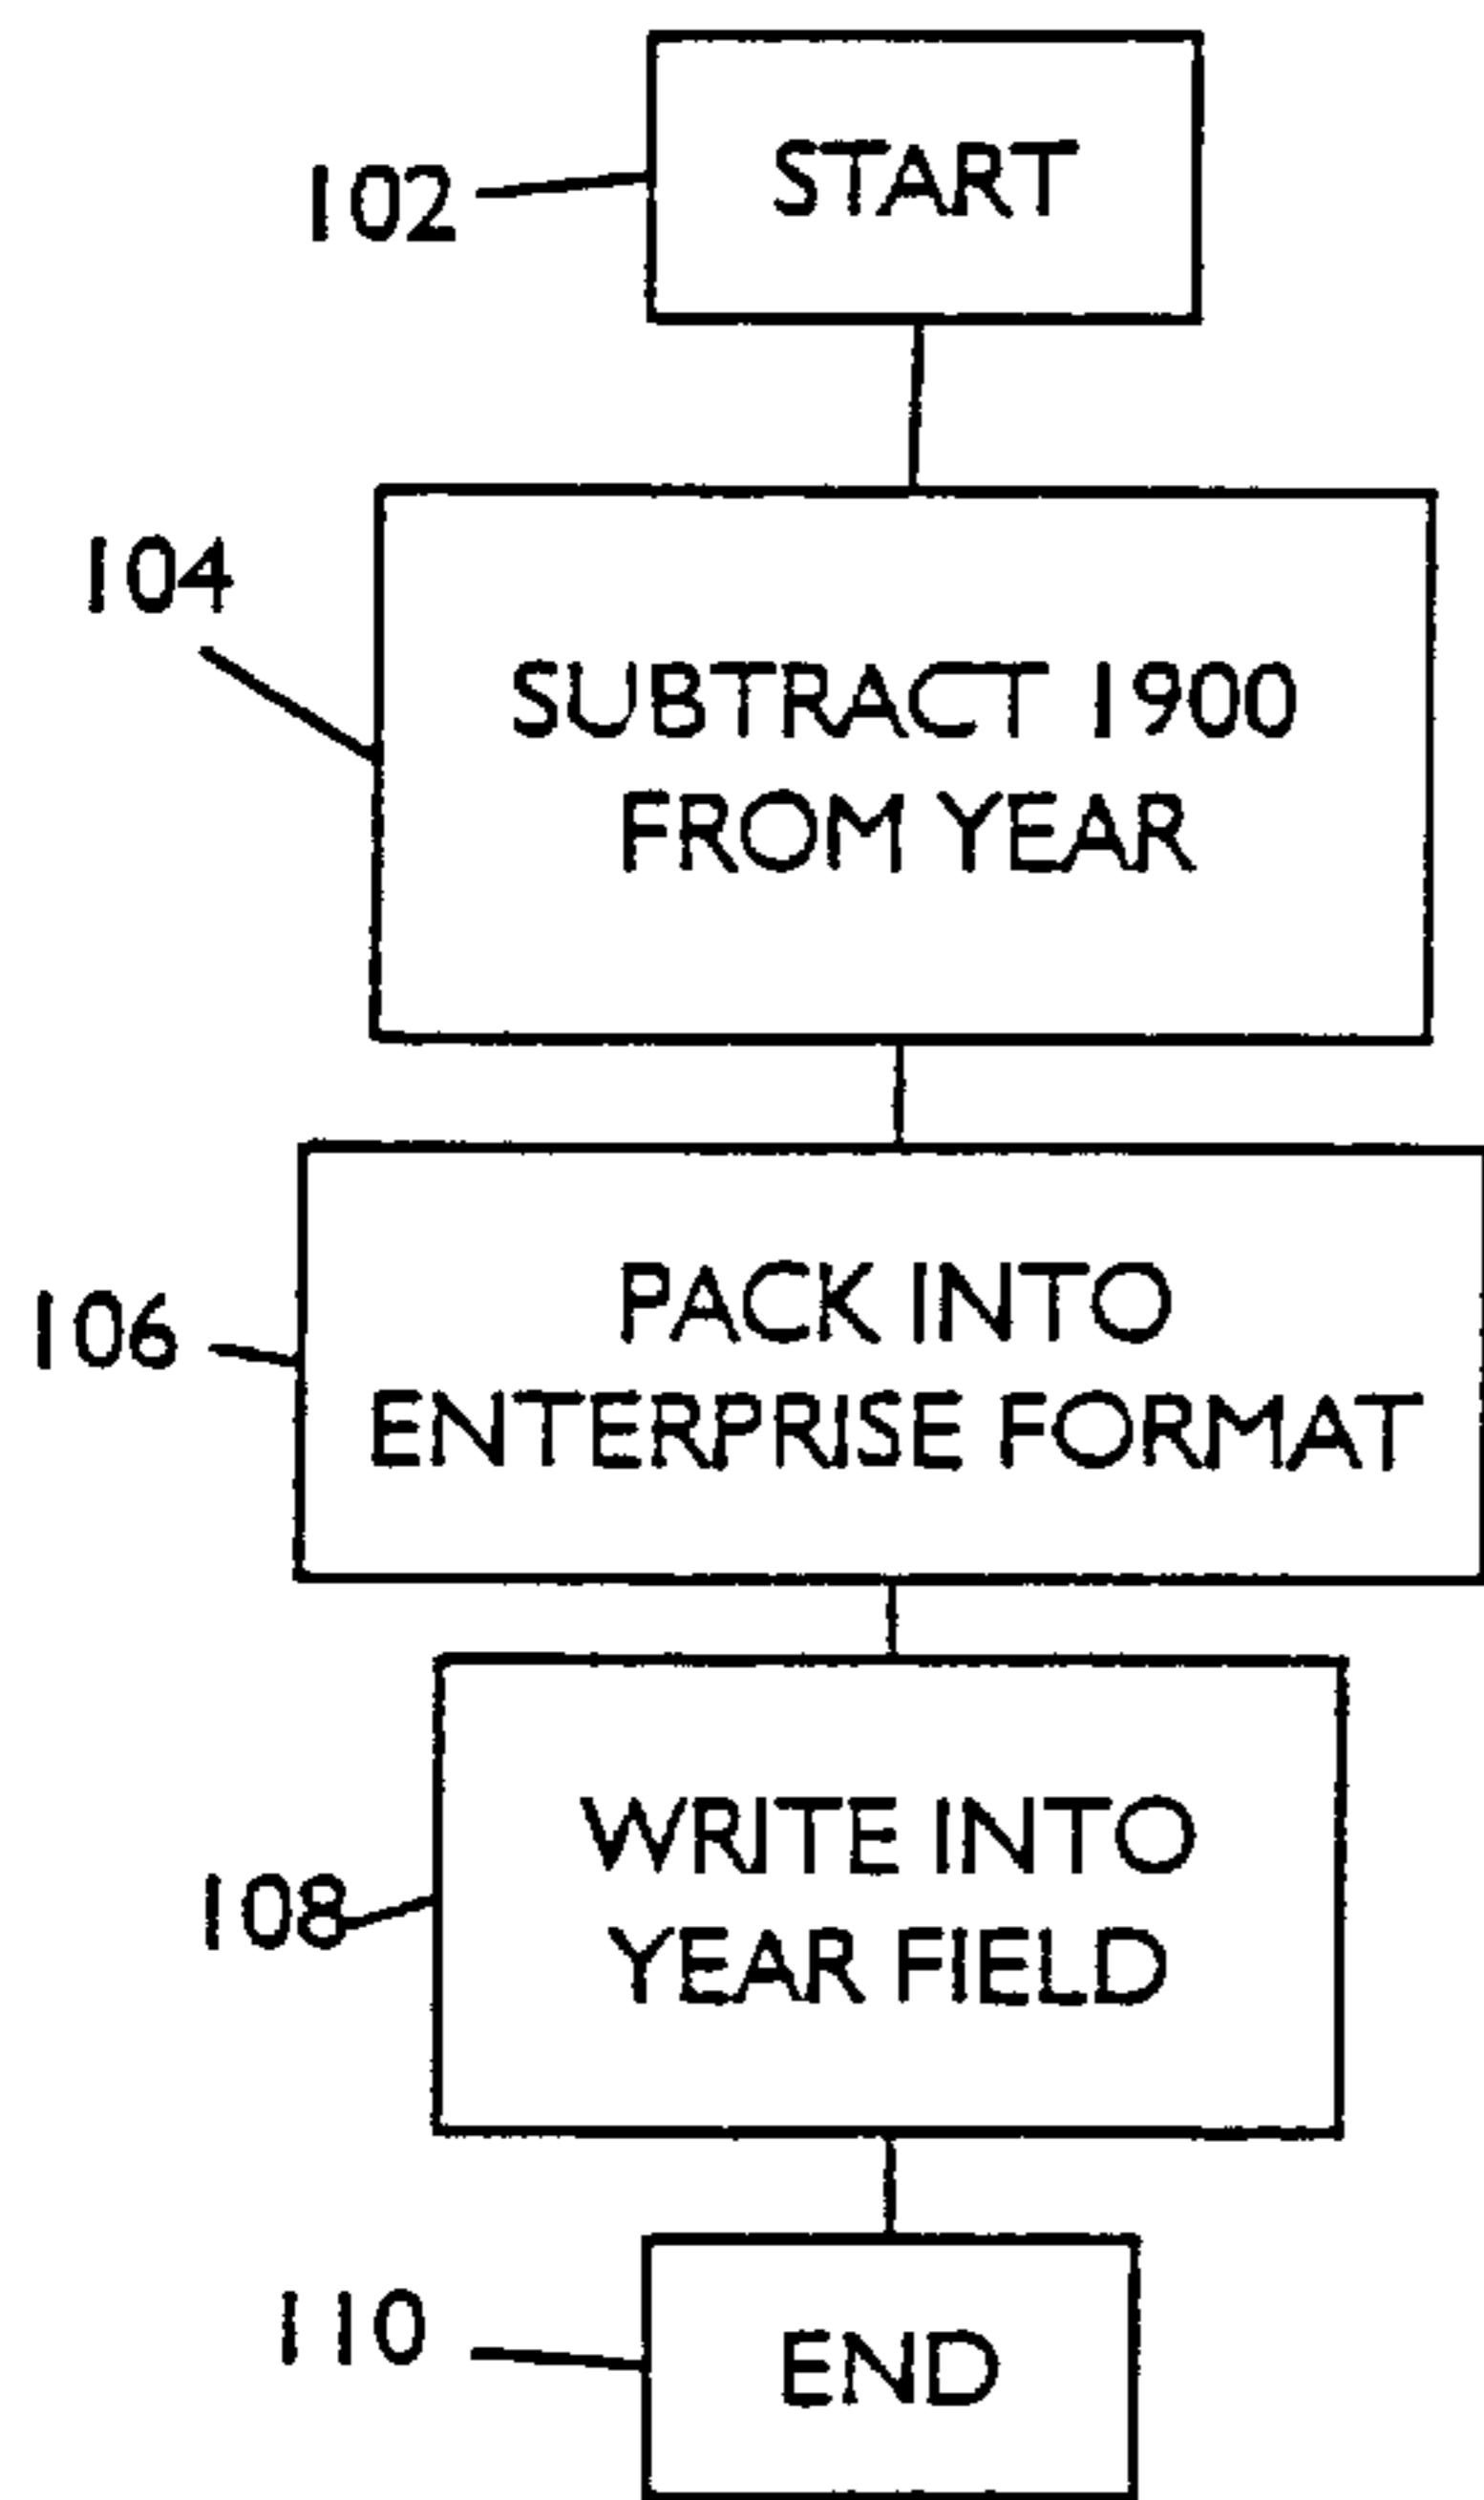 102
START
104
SUBTRACT 1900
FROM YEAR
106
PACK INTO
ENTERPRISE FORMAT
108
WRITE INTO
YEAR FIELD
110
END